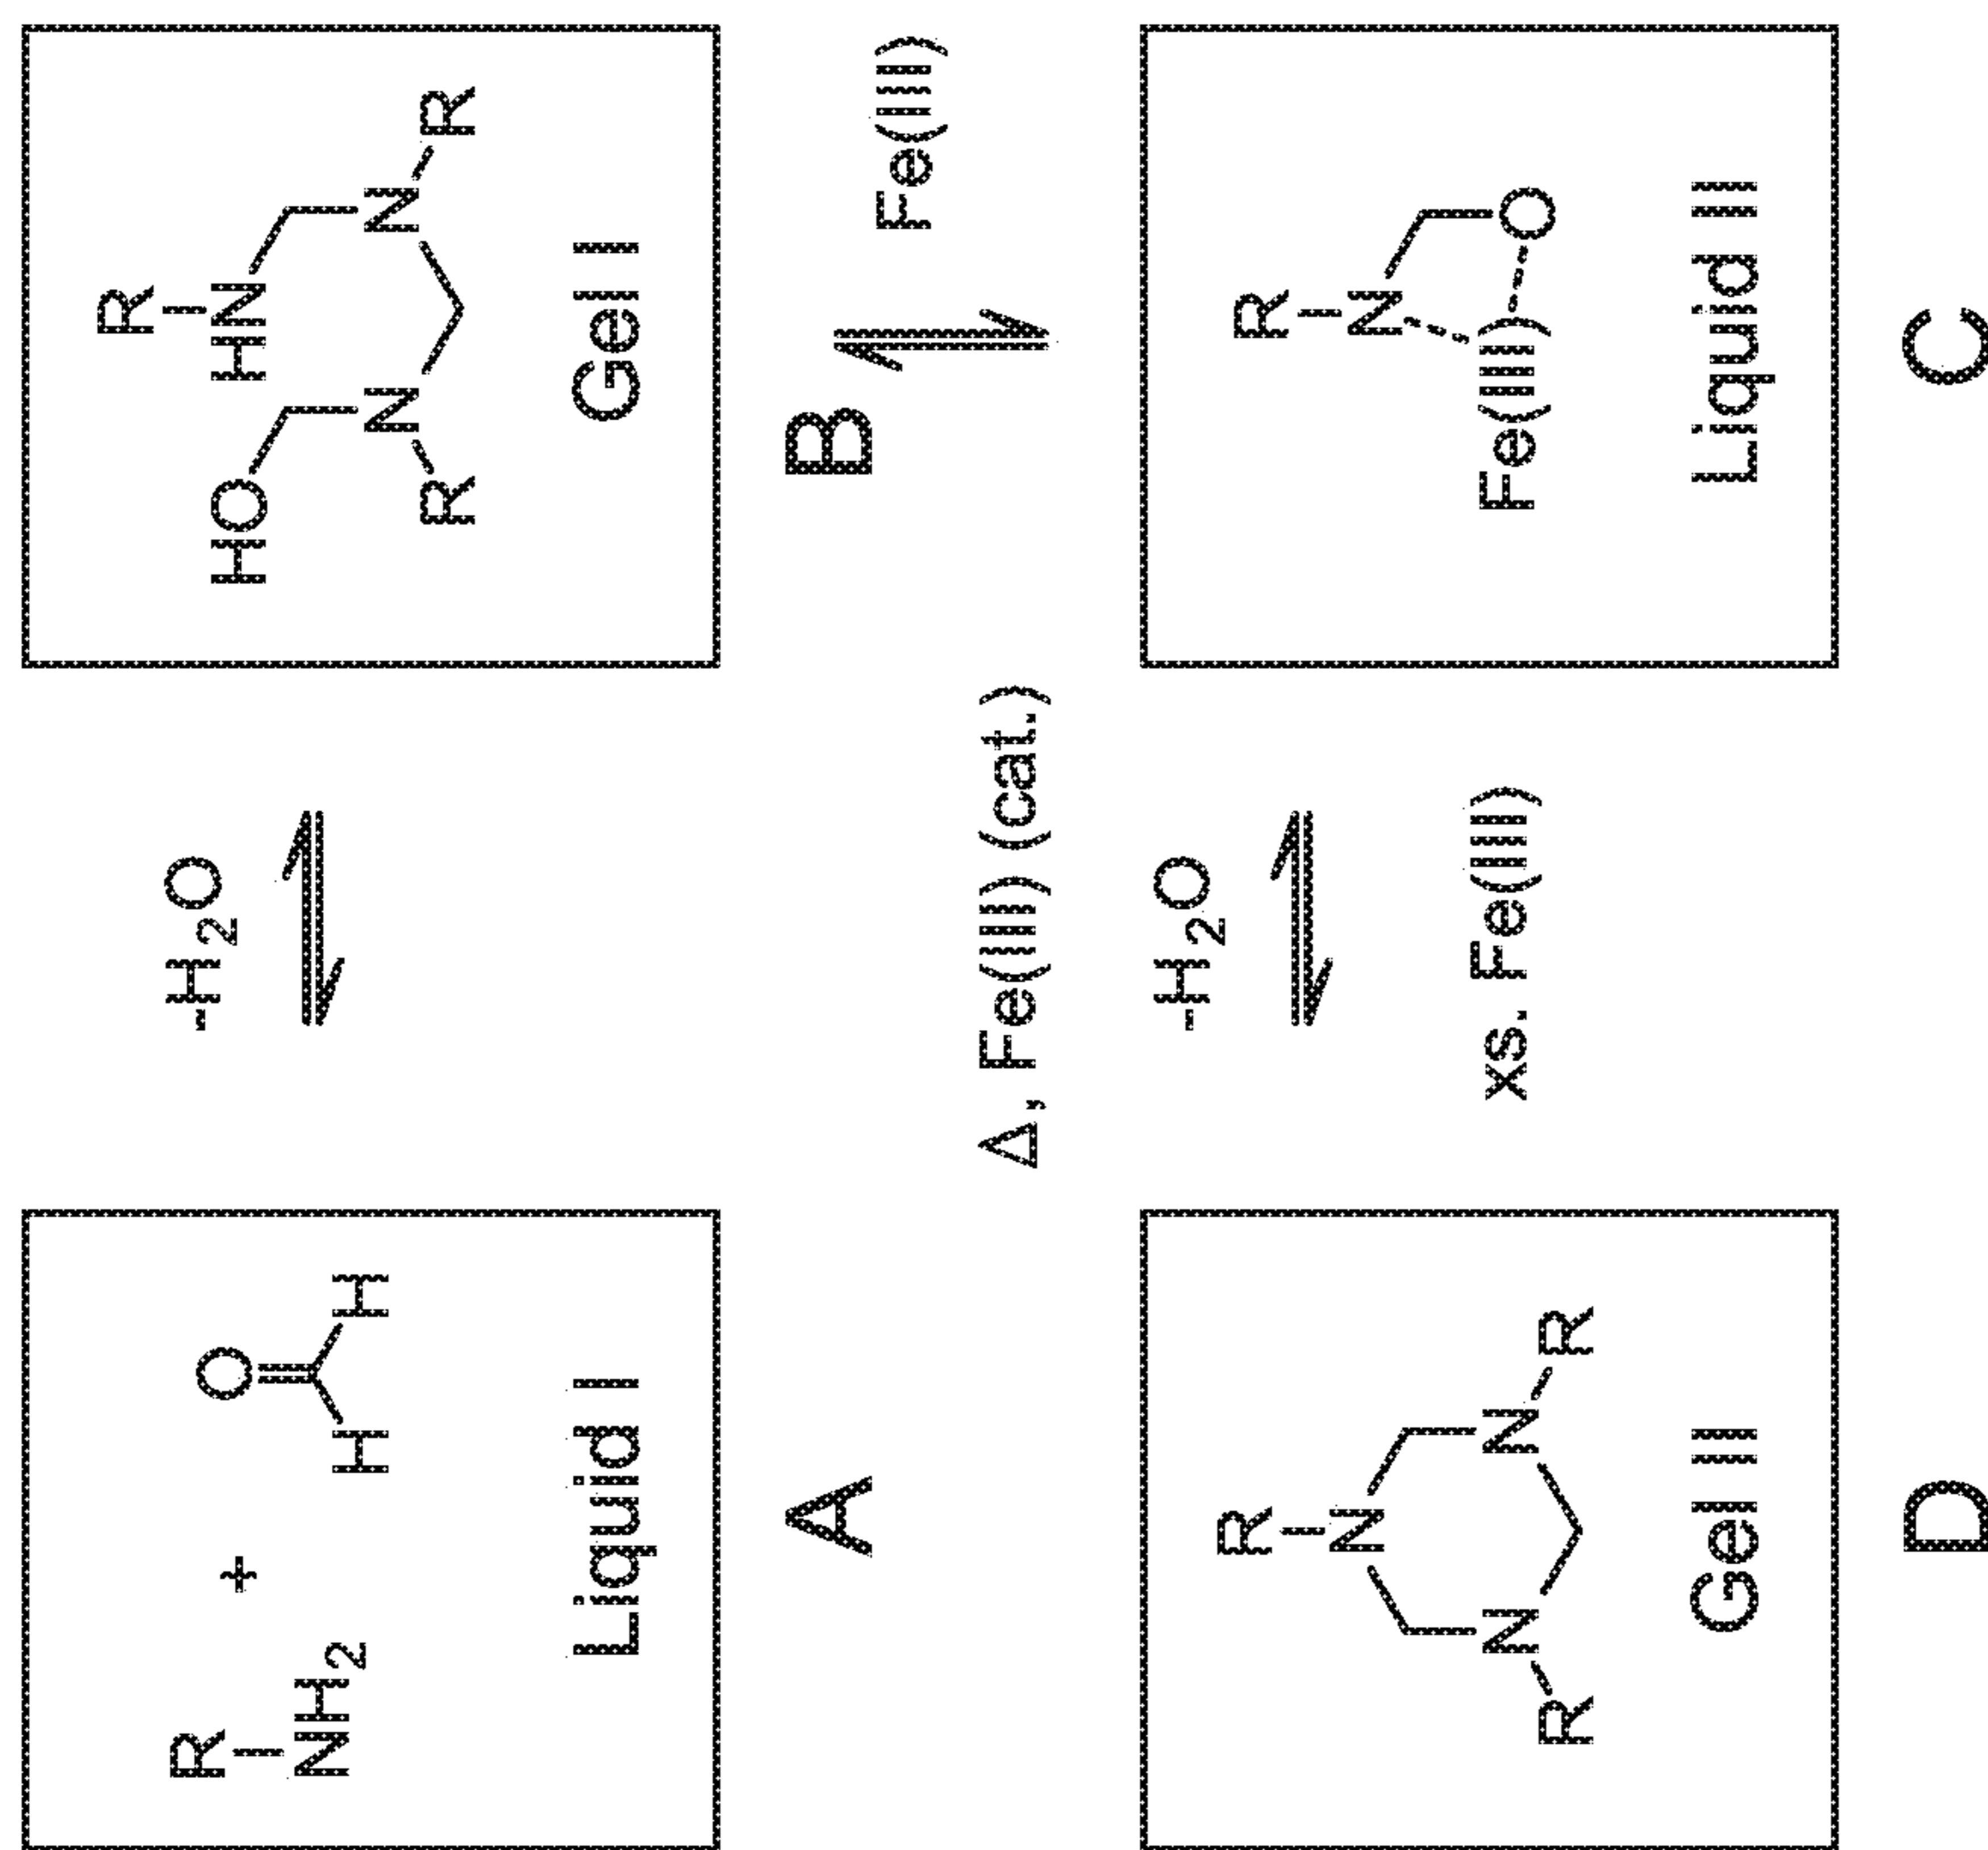 R
NH2
+
O
H H
Liquid I
A
-H2O
R
HO HN
N N
R R
Gel I
B
Fe(III)
Δ, Fe(III) (cat.)
-H2O
xs. Fe(III)
R
N
N N
R R
Gel II
D
R
N
Fe(III) O
Liquid II
C